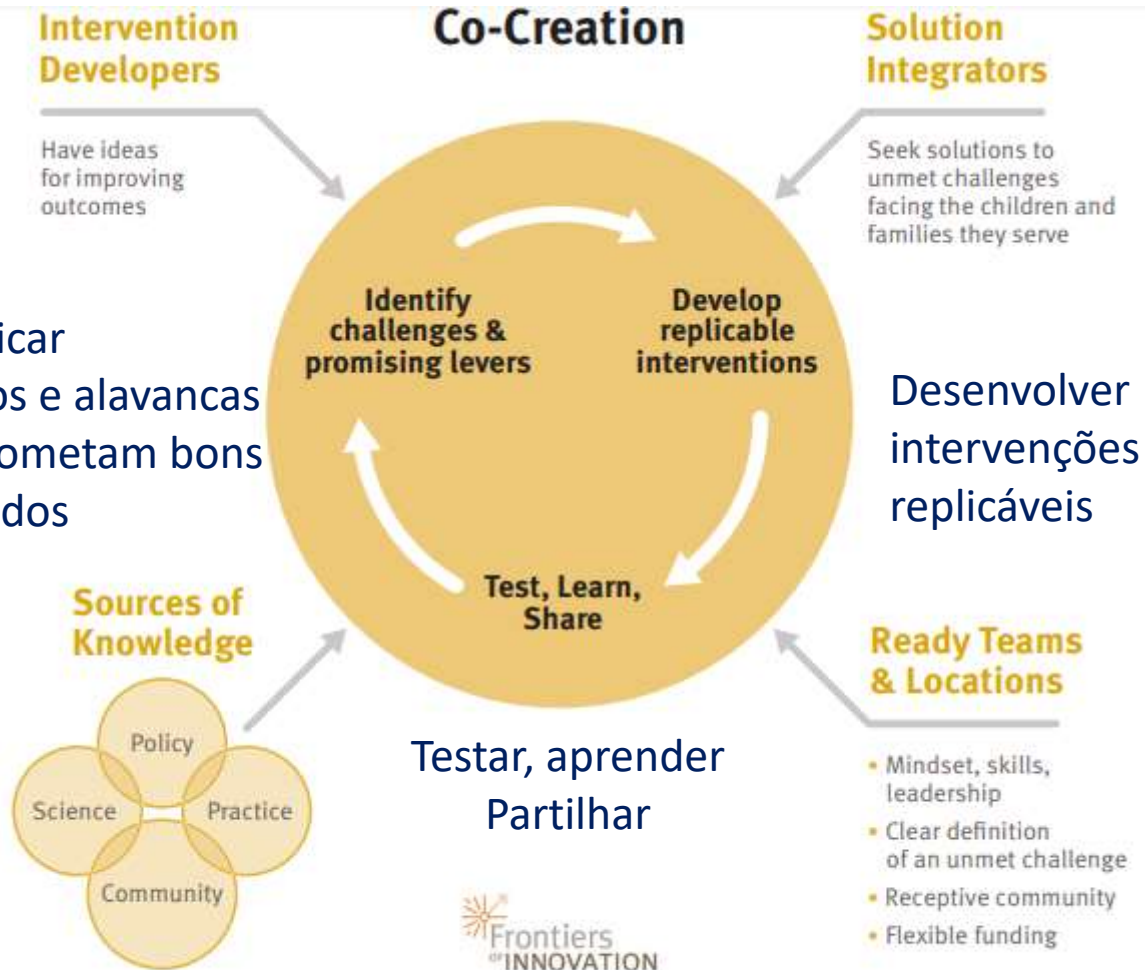 Co-Creation
Intervention
Developers
Have ideas
for improving
outcomes
Solution
Integrators
Seek solutions to
unmet challenges
facing the children and
families they serve
Identify
challenges &
promising levers
Develop
replicable
interventions
Test, Learn,
Share
icar
os e alavancas
ometam bons
dos
Desenvolver
intervenções
replicáveis
Testar, aprender
Partilhar
Sources of
Knowledge
Policy
Science
Practice
Community
Ready Teams
& Locations
• Mindset, skills,
leadership
• Clear definition
of an unmet challenge
• Receptive community
• Flexible funding
Frontiers
OF INNOVATION